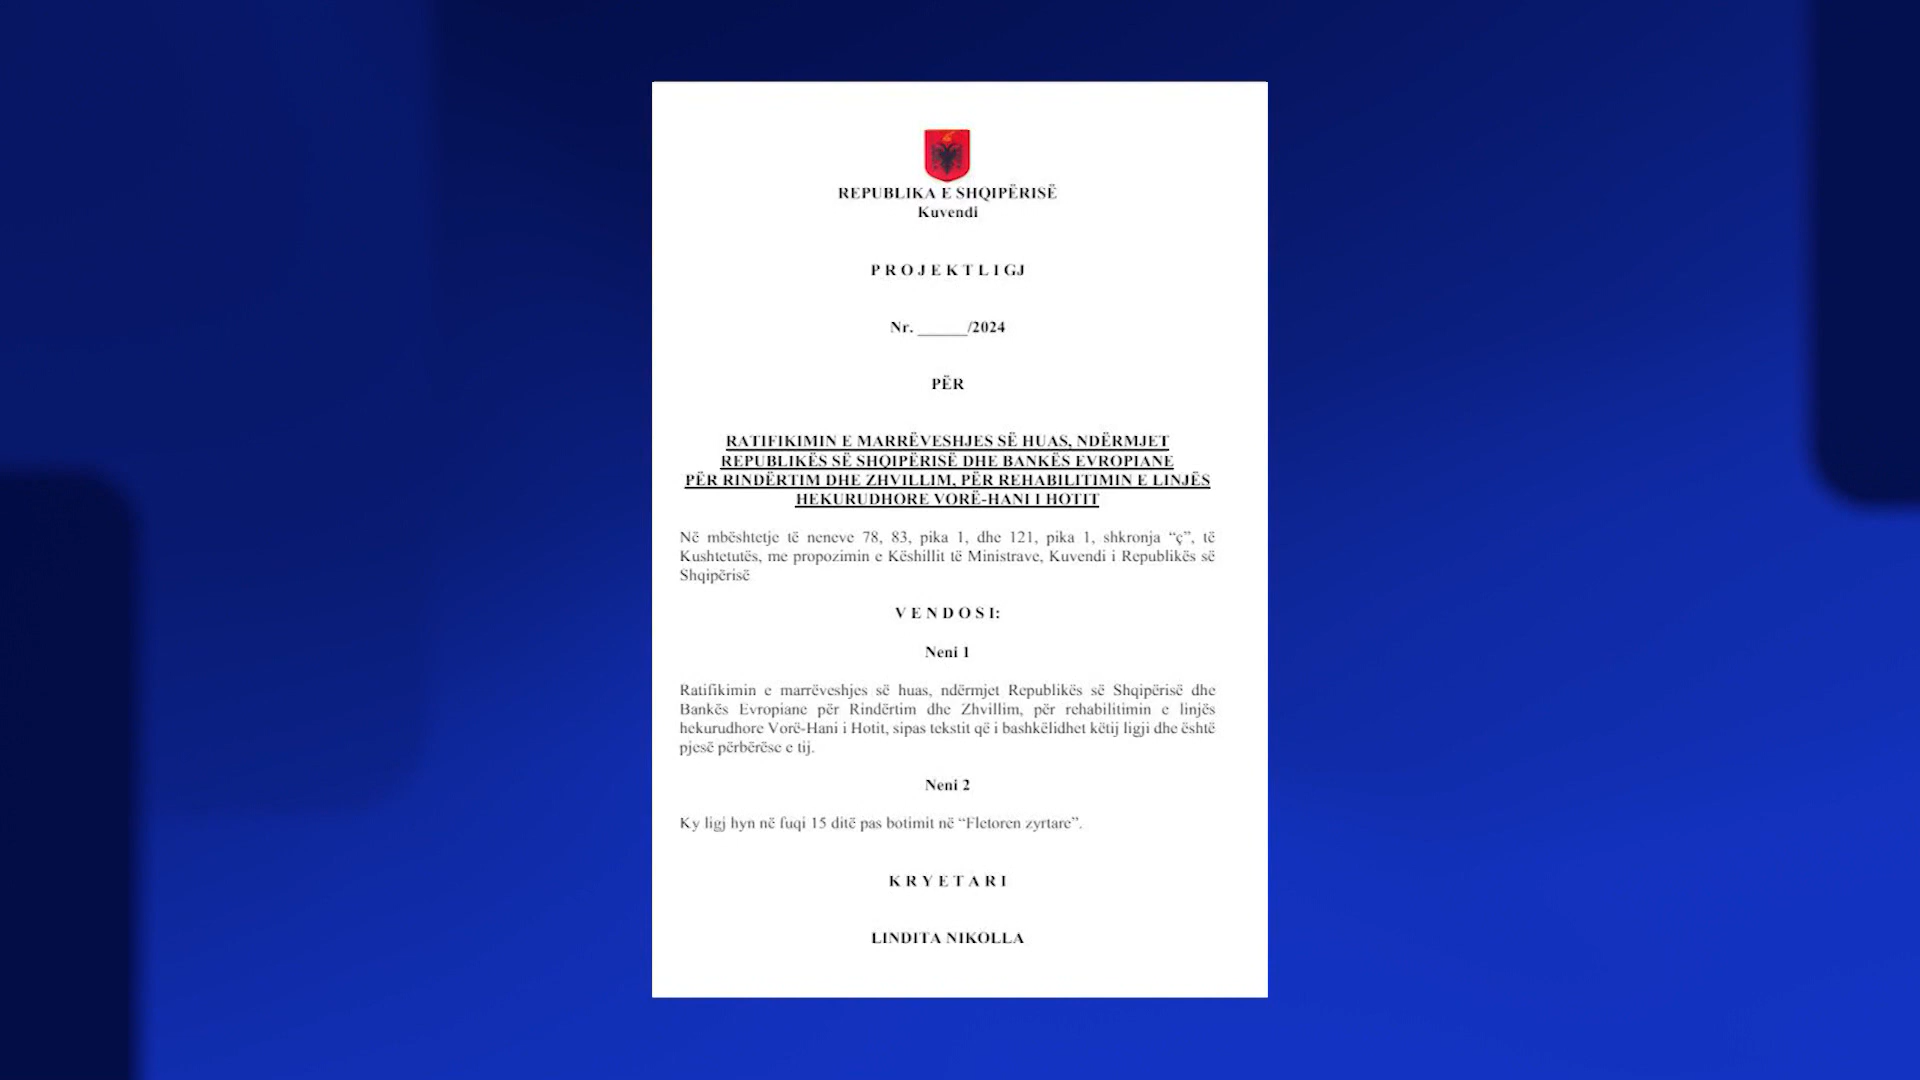 REPUBLIKA E SHQIPËRISË
Kuvendi
P R O J E K T L I GJ
Nr. ______/2024
PËR
RATIFIKIMIN E MARRËVESHJES SË HUAS, NDËRMJET
REPUBLIKËS SË SHQIPËRISË DHE BANKËS EVROPIANE
PËR RINDËRTIM DHE ZHVILLIM, PËR REHABILITIMIN E LINJËS
HEKURUDHORE VORË-HANI I HOTIT
Në mbështetje të neneve 78, 83, pika 1, dhe 121, pika 1, shkronja “ç”, të
Kushtetutës, me propozimin e Këshillit të Ministrave, Kuvendi i Republikës së
Shqipërisë
V E N D O S I:
Neni 1
Ratifikimin e marrëveshjes së huas, ndërmjet Republikës së Shqipërisë dhe
Bankës Evropiane për Rindërtim dhe Zhvillim, për rehabilitimin e linjës
hekurudhore Vorë-Hani i Hotit, sipas tekstit që i bashkëlidhet këtij ligji dhe është
pjesë përbërëse e tij.
Neni 2
Ky ligj hyn në fuqi 15 ditë pas botimit në “Fletoren zyrtare”.
K R Y E T A R I
LINDITA NIKOLLA